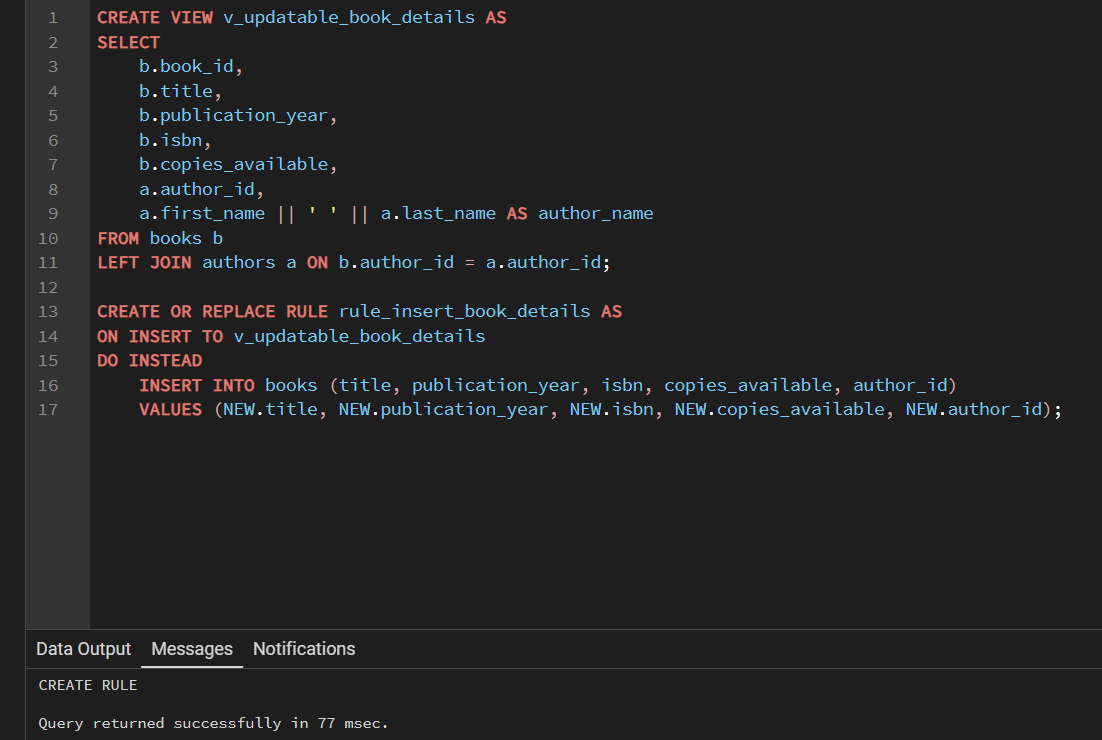 1 CREATE VIEW v_updatable_book_details AS
2 SELECT
3     b.book_id,
4     b.title,
5     b.publication_year,
6     b.isbn,
7     b.copies_available,
8     a.author_id,
9     a.first_name || ' ' || a.last_name AS author_name
10 FROM books b
11 LEFT JOIN authors a ON b.author_id = a.author_id;
12
13 CREATE OR REPLACE RULE rule_insert_book_details AS
14 ON INSERT TO v_updatable_book_details
15 DO INSTEAD
16     INSERT INTO books (title, publication_year, isbn, copies_available, author_id)
17     VALUES (NEW.title, NEW.publication_year, NEW.isbn, NEW.copies_available, NEW.author_id);
Data Output Messages Notifications
CREATE RULE
Query returned successfully in 77 msec.